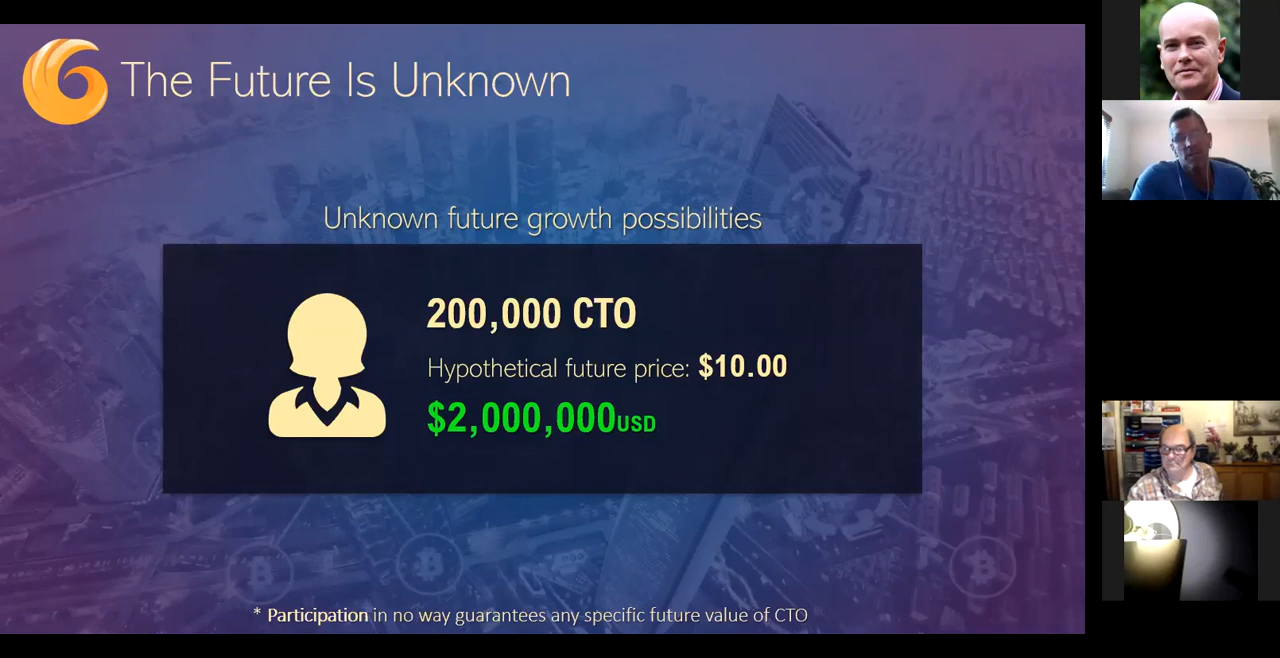 The Future Is Unknown
Unknown future growth possibilities
200,000 CTO
Hypothetical future price: $10.00
$2,000,000USD
* Participation in no way guarantees any specific future value of CTO